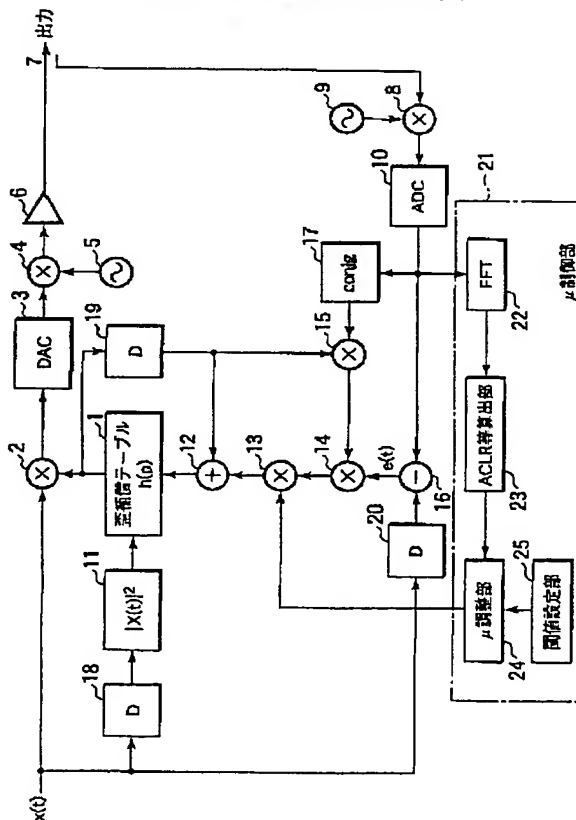 x(t)
2
X
3
DAC
4
X
5
6
7
出力
18
D
11
|X(t)|²
1
歪補償テーブル
h(p)
19
D
12
+
13
X
14
X
15
X
17
conjg
e(t)
16
-
20
D
10
ADC
8
X
9
21
FFT
22
ACLR等算出部
23
μ調整部
24
閾値設定部
25
μ制御部